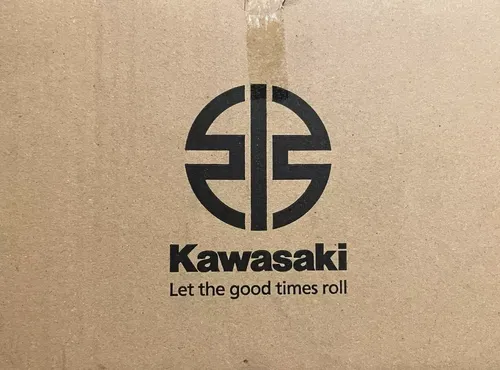 Kawasaki
Let the good times roll